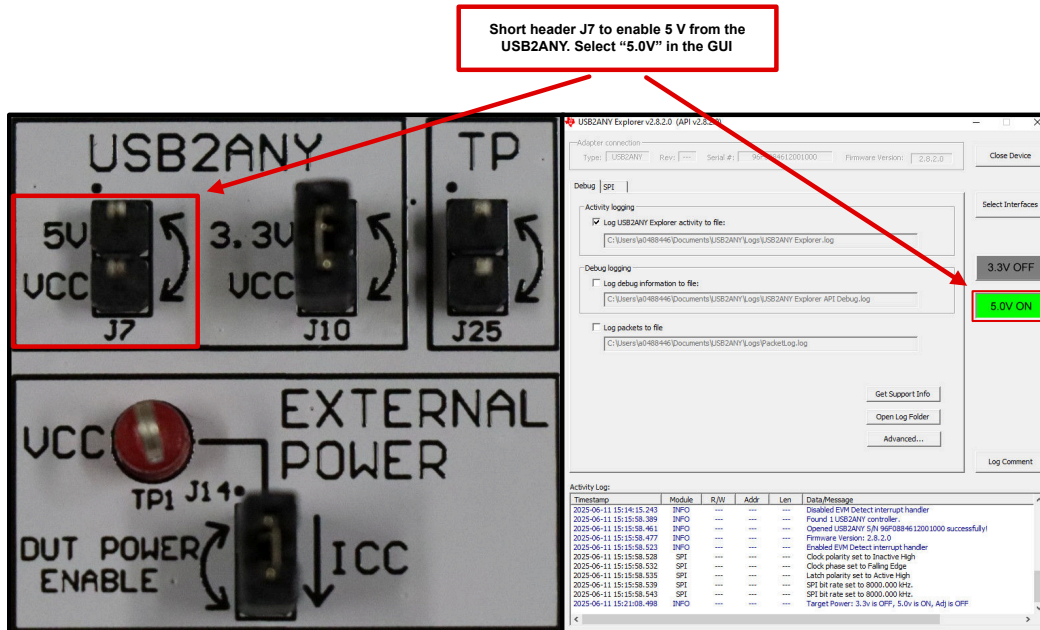 Short header J7 to enable 5 V from the
USB2ANY. Select “5.0V” in the GUI
USB2ANY
TP
5V
3.3V
VCC
VCC
J7
J10
J25
EXTERNAL
POWER
VCC
TP1
J14
DUT POWER
ENABLE
ICC
USB2ANY Explorer v2.8.2.0 (API v2.8.2.0)
Adapter connection
Type: USB2ANY Rev: --- Serial #: 96F0884612001000 Firmware Version: 2.8.2.0
Close Device
Debug SPI
Select Interfaces
Activity logging
Log USB2ANY Explorer activity to file:
C:\Users\a0488446\Documents\USB2ANY\Logs\USB2ANY Explorer.log
Debug logging
3.3V OFF
Log debug information to file:
C:\Users\a0488446\Documents\USB2ANY\Logs\USB2ANY Explorer API Debug.log
5.0V ON
Log packets to file
C:\Users\a0488446\Documents\USB2ANY\Logs\PacketLog.log
Get Support Info
Open Log Folder
Advanced...
Log Comment
Activity Log:
Timestamp Module R/W Addr Len Data/Message
2025-06-11 15:14:15.243 INFO --- --- --- Disabled EVM Detect interrupt handler
2025-06-11 15:15:58.389 INFO --- --- --- Found 1 USB2ANY controller.
2025-06-11 15:15:58.461 INFO --- --- --- Opened USB2ANY S/N 96F0884612001000 successfully!
2025-06-11 15:15:58.477 INFO --- --- --- Firmware Version: 2.8.2.0
2025-06-11 15:15:58.523 INFO --- --- --- Enabled EVM Detect interrupt handler
2025-06-11 15:15:58.528 SPI --- --- --- Clock polarity set to Inactive High
2025-06-11 15:15:58.532 SPI --- --- --- Clock phase set to Falling Edge
2025-06-11 15:15:58.535 SPI --- --- --- Latch polarity set to Active High
2025-06-11 15:15:58.539 SPI --- --- --- SPI bit rate set to 8000.000 kHz.
2025-06-11 15:15:58.543 SPI --- --- --- SPI bit rate set to 8000.000 kHz.
2025-06-11 15:21:08.498 INFO --- --- --- Target Power: 3.3v is OFF, 5.0v is ON, Adj is OFF